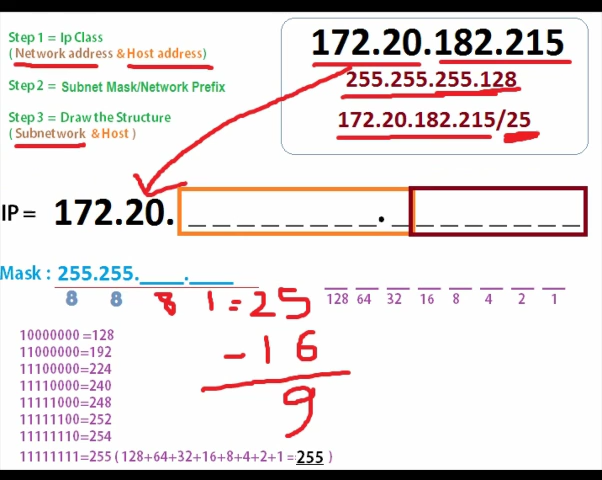 Step 1 = Ip Class
( Network address & Host address)
Step 2 = Subnet Mask/Network Prefix
Step 3 = Draw the Structure
( Subnetwork & Host )
172.20.182.215
255.255.255.128
172.20.182.215/25
IP = 172.20. _ _ _ _ _ _ _ _ . _ _ _ _ _ _ _ _
Mask : 255.255.____.____
8 8 8 1 = 25
- 16
9
128 64 32 16 8 4 2 1
10000000 =128
11000000=192
11100000=224
11110000=240
11111000=248
11111100=252
11111110=254
11111111=255 ( 128+64+32+16+8+4+2+1 = 255 )